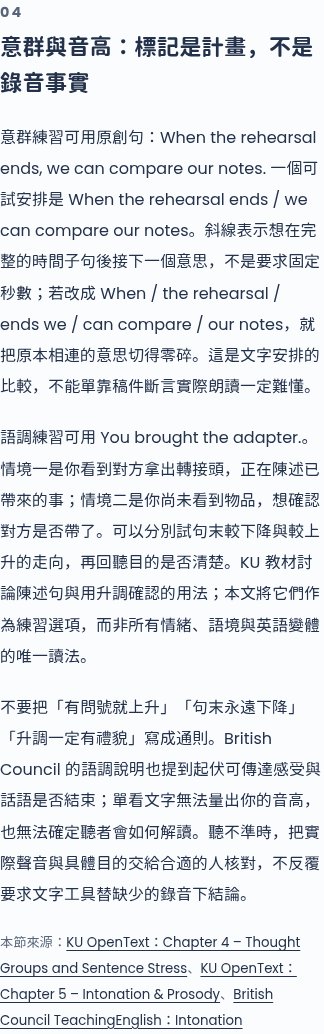 04
意群與音高：標記是計畫，不是
錄音事實
意群練習可用原創句：When the rehearsal
ends, we can compare our notes. 一個可
試安排是 When the rehearsal ends / we
can compare our notes。斜線表示想在完
整的時間子句後接下一個意思，不是要求固定
秒數；若改成 When / the rehearsal /
ends we / can compare / our notes，就
把原本相連的意思切得零碎。這是文字安排的
比較，不能單靠稿件斷言實際朗讀一定難懂。
語調練習可用 You brought the adapter.。
情境一是你看到對方拿出轉接頭，正在陳述已
帶來的事；情境二是你尚未看到物品，想確認
對方是否帶了。可以分別試句末較下降與較上
升的走向，再回聽目的是否清楚。KU 教材討
論陳述句與用升調確認的用法；本文將它們作
為練習選項，而非所有情緒、語境與英語變體
的唯一讀法。
不要把「有問號就上升」「句末永遠下降」
「升調一定有禮貌」寫成通則。British
Council 的語調說明也提到起伏可傳達感受與
話語是否結束；單看文字無法量出你的音高，
也無法確定聽者會如何解讀。聽不準時，把實
際聲音與具體目的交給合適的人核對，不反覆
要求文字工具替缺少的錄音下結論。
本節來源：KU OpenText：Chapter 4 – Thought
Groups and Sentence Stress、KU OpenText：
Chapter 5 – Intonation & Prosody、British
Council TeachingEnglish：Intonation